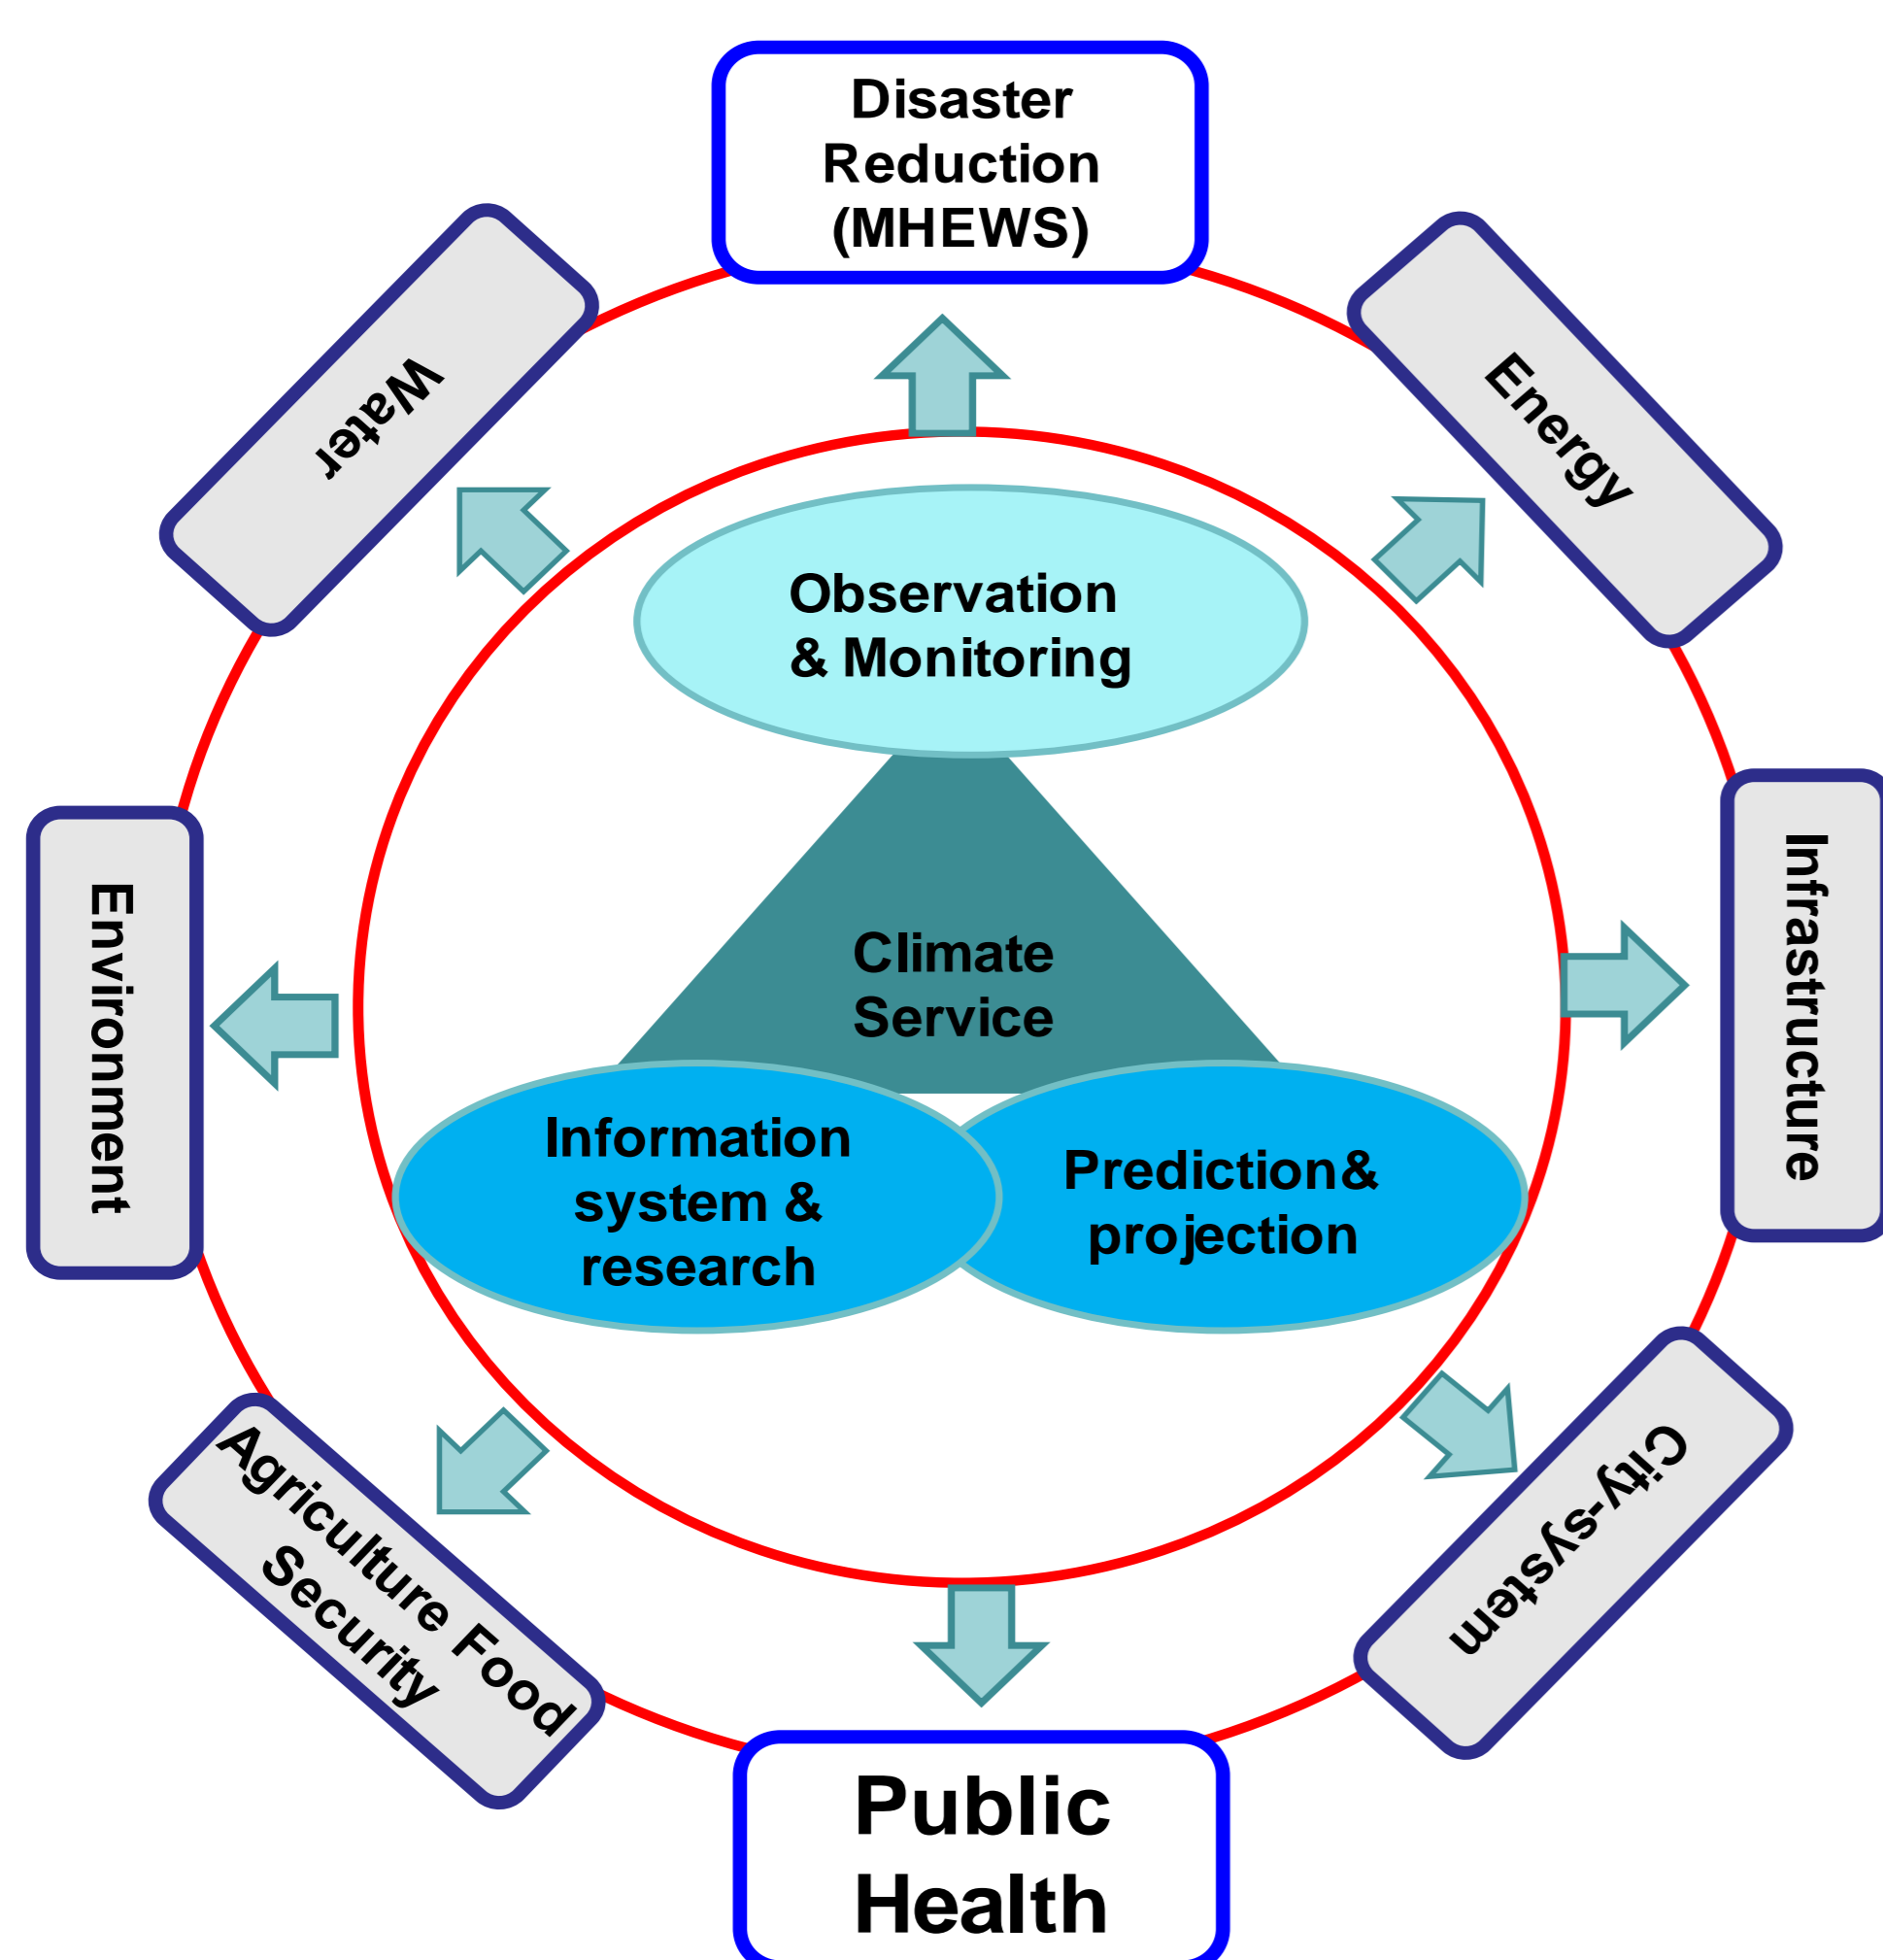 Disaster
Reduction
(MHEWS)
Water
Energy
Observation
& Monitoring
Climate
Service
Environment
Infrastructure
Information
system &
research
Prediction&
projection
Agriculture Food
Security
City-system
Public
Health